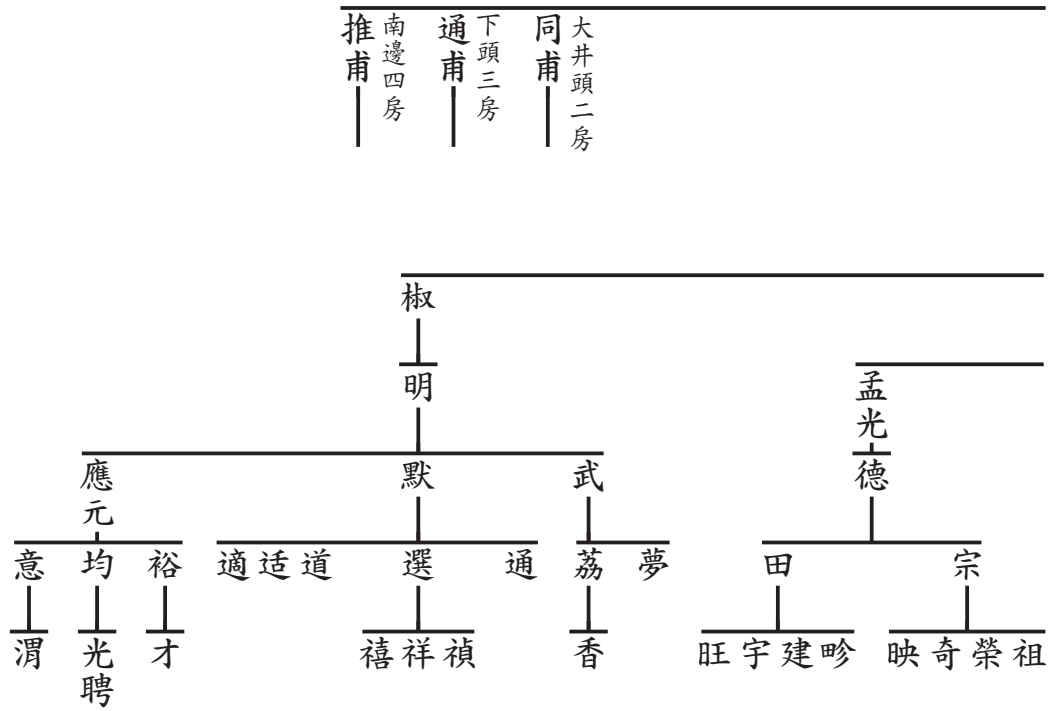 大井頭二房
同甫
下頭三房
通甫
南邊四房
推甫
椒
明
孟光
武
默
應元
德
夢
荔
通
選
道
适
適
裕
均
意
宗
田
祖
榮
奇
映
畛
建
宇
旺
香
禎
祥
禧
才
光聘
渭